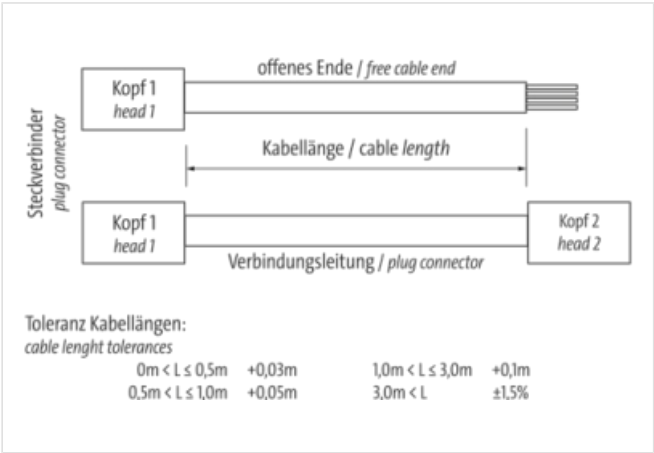 offenes Ende / free cable end
Kopf 1
head 1
Steckverbinder
plug connector
Kabellänge / cable length
Kopf 1
head 1
Kopf 2
head 2
Verbindungsleitung / plug connector
Toleranz Kabellängen:
cable lenght tolerances
0m < L ≤ 0,5m +0,03m 1,0m < L ≤ 3,0m +0,1m
0,5m < L ≤ 1,0m +0,05m 3,0m < L ±1,5%